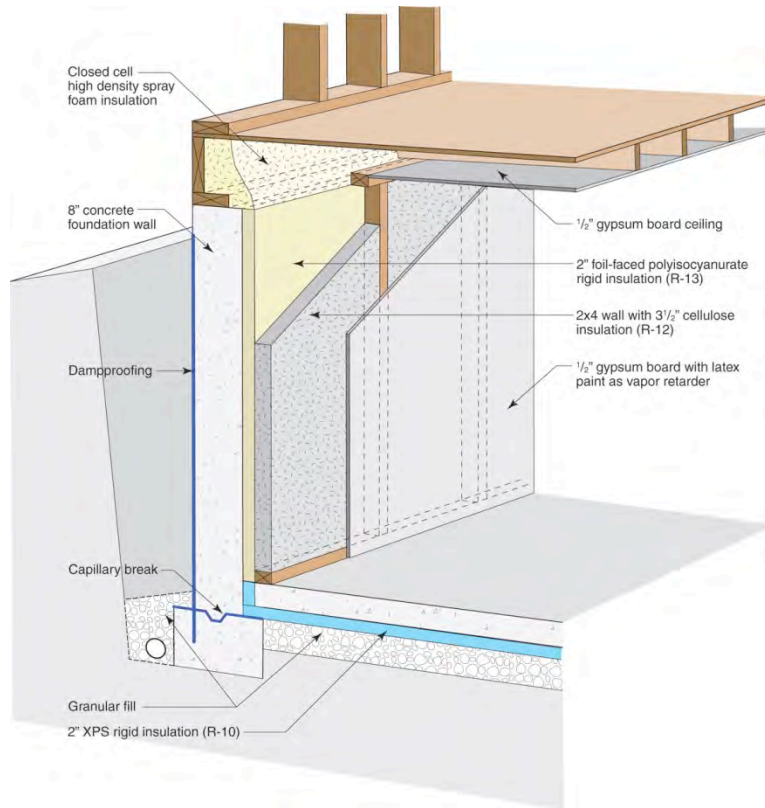 Closed cell
high density spray
foam insulation
8" concrete
foundation wall
Dampproofing
Capillary break
Granular fill
2" XPS rigid insulation (R-10)
1/2" gypsum board ceiling
2" foil-faced polyisocyanurate
rigid insulation (R-13)
2x4 wall with 31/2" cellulose
insulation (R-12)
1/2" gypsum board with latex
paint as vapor retarder